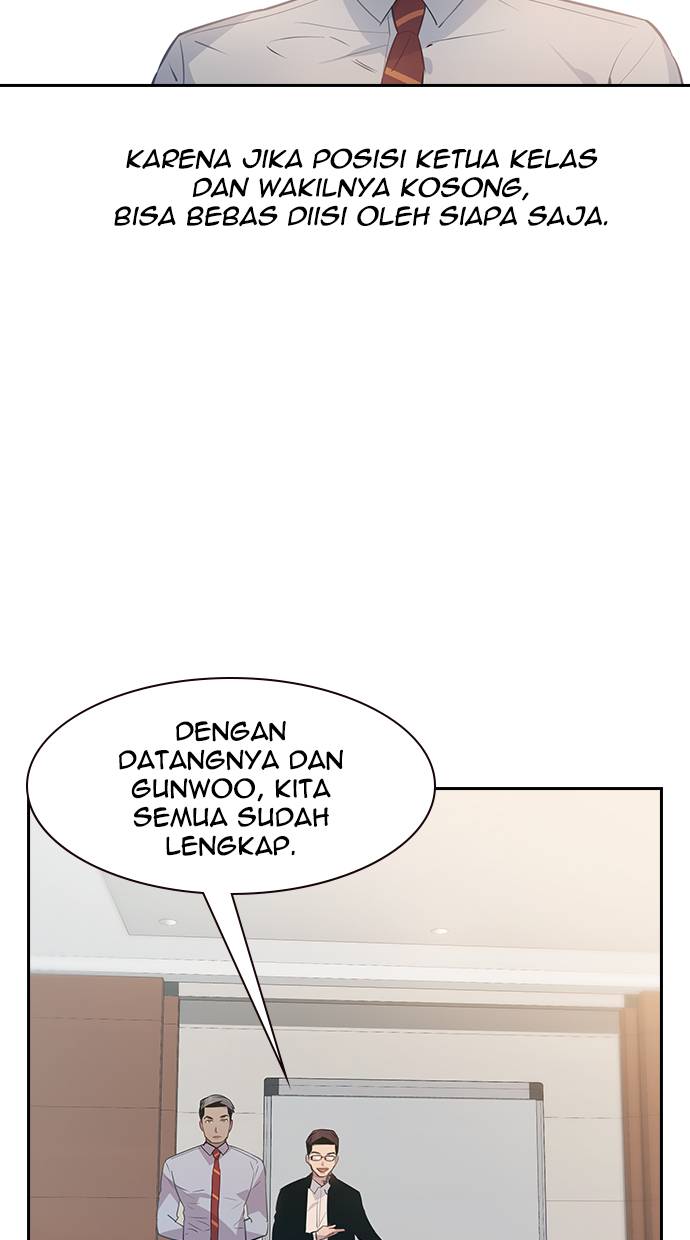 KARENA JIKA POSISI KETUA KELAS
DAN WAKILNYA KOSONG,
BISA BEBAS DIISI OLEH SIAPA SAJA.
DENGAN
DATANGNYA DAN
GUNWOO, KITA
SEMUA SUDAH
LENGKAP.